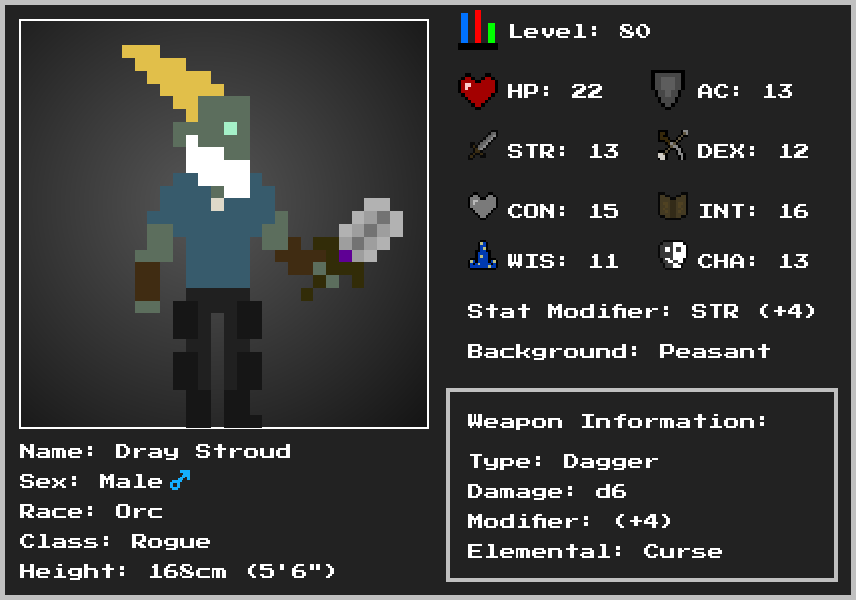 Level: 80
HP: 22
AC: 13
STR: 13
DEX: 12
CON: 15
INT: 16
WIS: 11
CHA: 13
Stat Modifier: STR (+4)
Background: Peasant
Weapon Information:
Type: Dagger
Damage: d6
Modifier: (+4)
Elemental: Curse
Name: Dray Stroud
Sex: Male♂
Race: Orc
Class: Rogue
Height: 168cm (5'6")